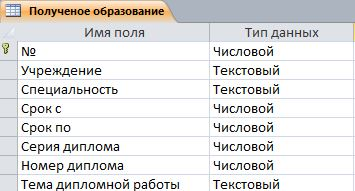 Полученое образование
Имя поля Тип данных
№ Числовой
Учреждение Текстовый
Специальность Текстовый
Срок с Числовой
Срок по Числовой
Серия диплома Числовой
Номер диплома Числовой
Тема дипломной работы Текстовый